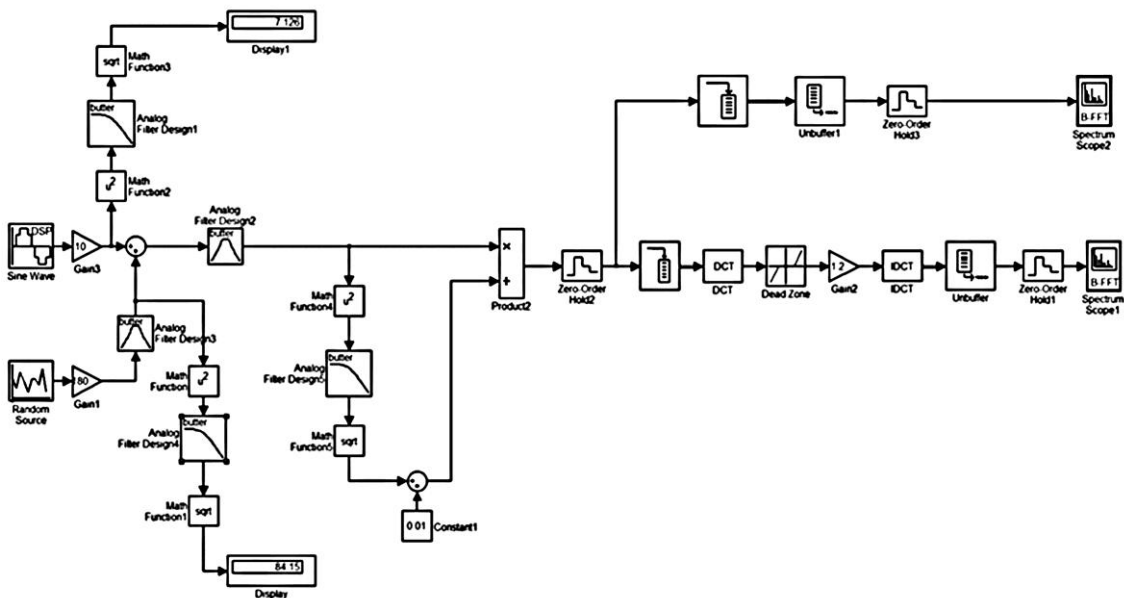 7.126
Display1
sqrt
Math
Function3
butter
Analog
Filter Design1
u²
Math
Function2
DSP
Sine Wave
10
Gain3
Analog
Filter Design2
butter
butter
Analog
Filter Design3
Random
Source
80
Gain1
Math
Function
u²
butter
Analog
Filter Design4
Math
Function1
sqrt
84.15
Display
Math
Function4
u²
butter
Analog
Filter Design5
Math
Function5
sqrt
0.01
Constant1
×
÷
Product2
Zero-Order
Hold2
Unbuffer1
Zero-Order
Hold3
B-FFT
Spectrum
Scope2
DCT
DCT
Dead Zone
1.2
Gain2
IDCT
IDCT
Unbuffer
Zero-Order
Hold1
B-FFT
Spectrum
Scope1